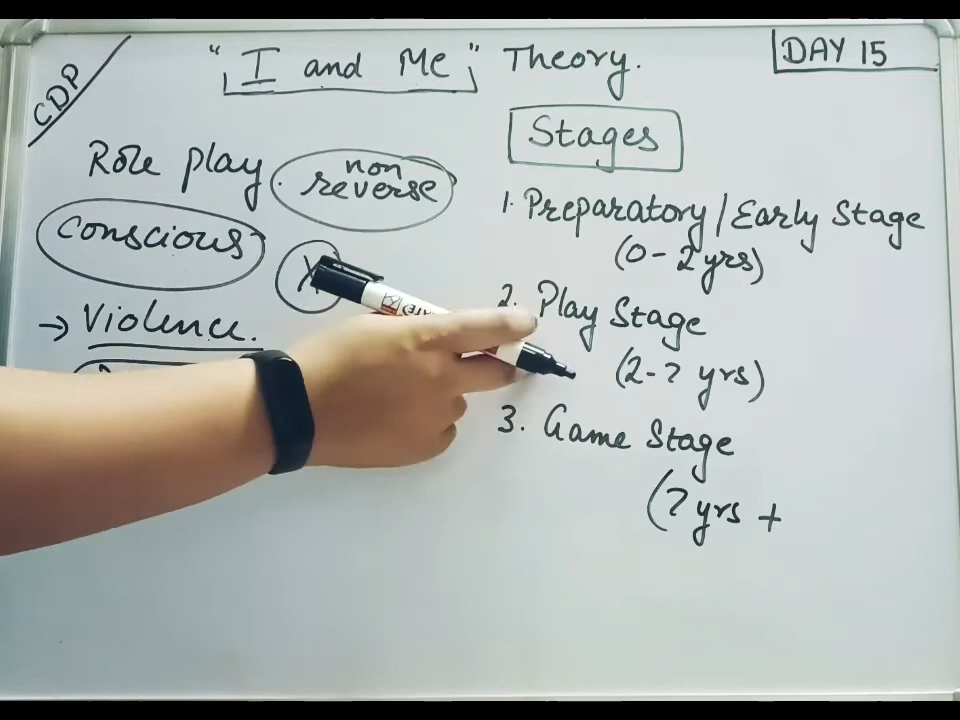 CDP
"I and Me" Theory.
DAY 15
Role play.
non
reverse
Conscious
X
→ Violence.
Stages
1. Preparatory / Early Stage
(0-2 yrs)
2. Play Stage
(2-7 yrs)
3. Game Stage
(7 yrs +